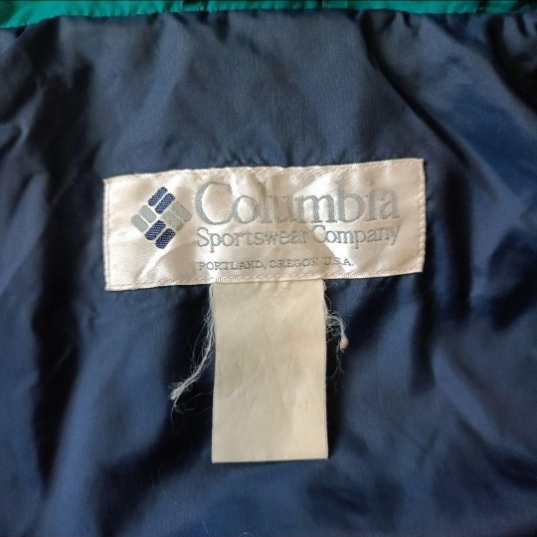 Columbia
Sportswear Company
PORTLAND, OREGON U.S.A.